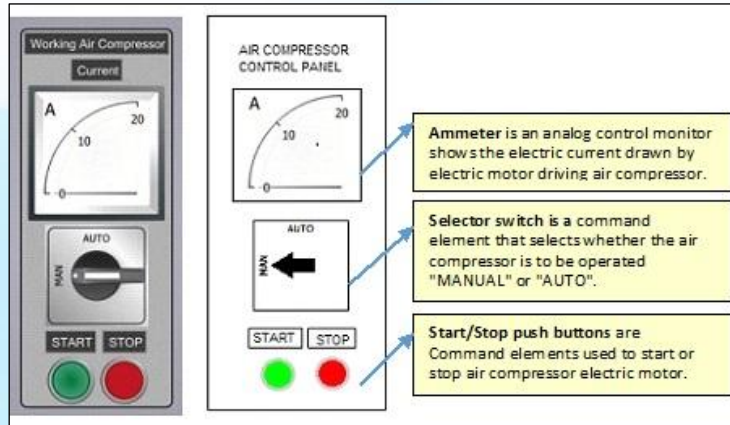 Working Air Compressor
Current
A
20
10
0
AUTO
MAN
START STOP
AIR COMPRESSOR
CONTROL PANEL
A
20
10
0
AUTO
MAN
START STOP
Ammeter is an analog control monitor
shows the electric current drawn by
electric motor driving air compressor.
Selector switch is a command
element that selects whether the air
compressor is to be operated
"MANUAL" or "AUTO".
Start/Stop push buttons are
Command elements used to start or
stop air compressor electric motor.